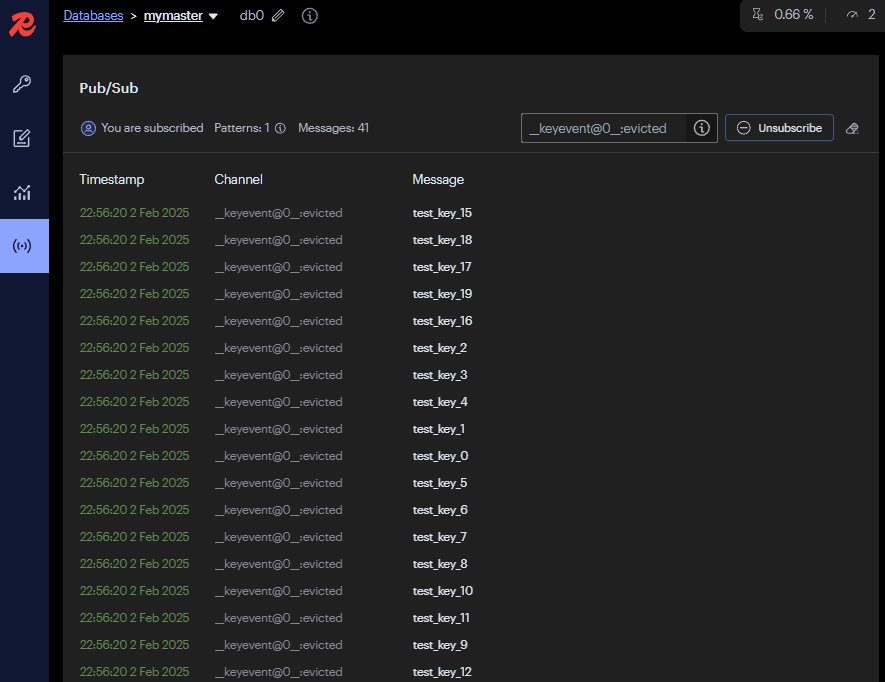 Databases > mymaster db0 0.66 % 2
Pub/Sub
You are subscribed Patterns: 1 Messages: 41 __keyevent@0__:evicted Unsubscribe
Timestamp Channel Message
22:56:20 2 Feb 2025 __keyevent@0__:evicted test_key_15
22:56:20 2 Feb 2025 __keyevent@0__:evicted test_key_18
22:56:20 2 Feb 2025 __keyevent@0__:evicted test_key_17
22:56:20 2 Feb 2025 __keyevent@0__:evicted test_key_19
22:56:20 2 Feb 2025 __keyevent@0__:evicted test_key_16
22:56:20 2 Feb 2025 __keyevent@0__:evicted test_key_2
22:56:20 2 Feb 2025 __keyevent@0__:evicted test_key_3
22:56:20 2 Feb 2025 __keyevent@0__:evicted test_key_4
22:56:20 2 Feb 2025 __keyevent@0__:evicted test_key_1
22:56:20 2 Feb 2025 __keyevent@0__:evicted test_key_0
22:56:20 2 Feb 2025 __keyevent@0__:evicted test_key_5
22:56:20 2 Feb 2025 __keyevent@0__:evicted test_key_6
22:56:20 2 Feb 2025 __keyevent@0__:evicted test_key_7
22:56:20 2 Feb 2025 __keyevent@0__:evicted test_key_8
22:56:20 2 Feb 2025 __keyevent@0__:evicted test_key_10
22:56:20 2 Feb 2025 __keyevent@0__:evicted test_key_11
22:56:20 2 Feb 2025 __keyevent@0__:evicted test_key_9
22:56:20 2 Feb 2025 __keyevent@0__:evicted test_key_12